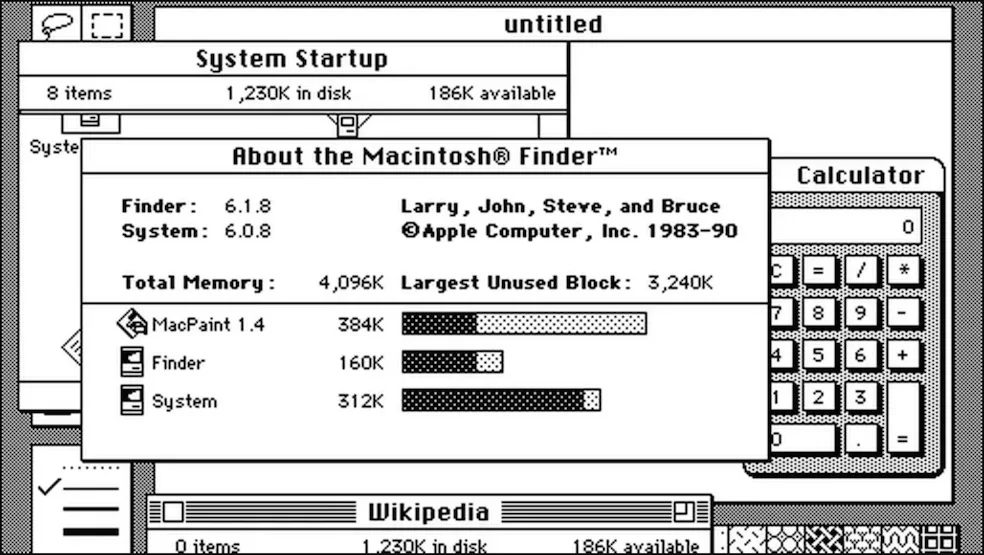 untitled
System Startup
8 items 1,230K in disk 186K available
Syste
About the Macintosh® Finder™
Finder: 6.1.8 Larry, John, Steve, and Bruce
System: 6.0.8 ©Apple Computer, Inc. 1983-90
Total Memory: 4,096K Largest Unused Block: 3,240K
MacPaint 1.4 384K
Finder 160K
System 312K
Calculator
0
C = / *
7 8 9 -
4 5 6 +
1 2 3
0 . =
Wikipedia
0 items 1,230K in disk 186K available